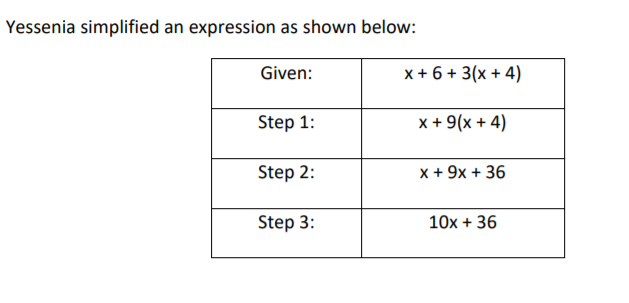 Yessenia simplified an expression as shown below:
Given: x + 6 + 3(x + 4)
Step 1: x + 9(x + 4)
Step 2: x + 9x + 36
Step 3: 10x + 36